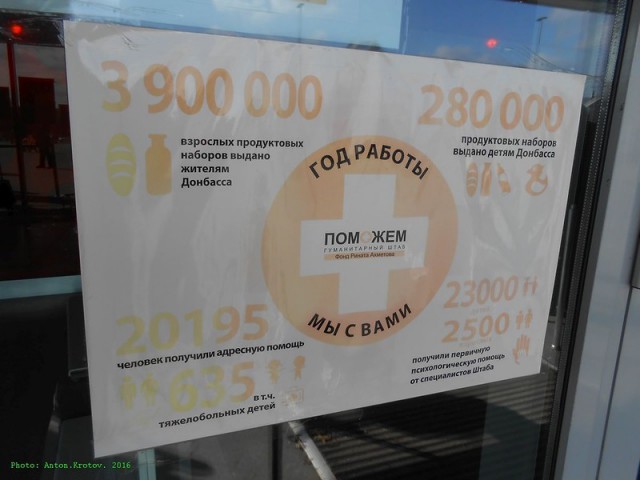 3 900 000
взрослых продуктовых
наборов выдано
жителям
Донбасса
280 000
продуктовых наборов
выдано детям Донбасса
ГОД РАБОТЫ
ПОМОЖЕМ
ГУМАНИТАРНЫЙ ШТАБ
Фонд Рината Ахметова
МЫ С ВАМИ
20195
человек получили адресную помощь
635
в т.ч.
тяжелобольных детей
23000
2500
получили первичную
психологическую помощь
от специалистов Штаба
Photo: Anton.Krotov. 2016